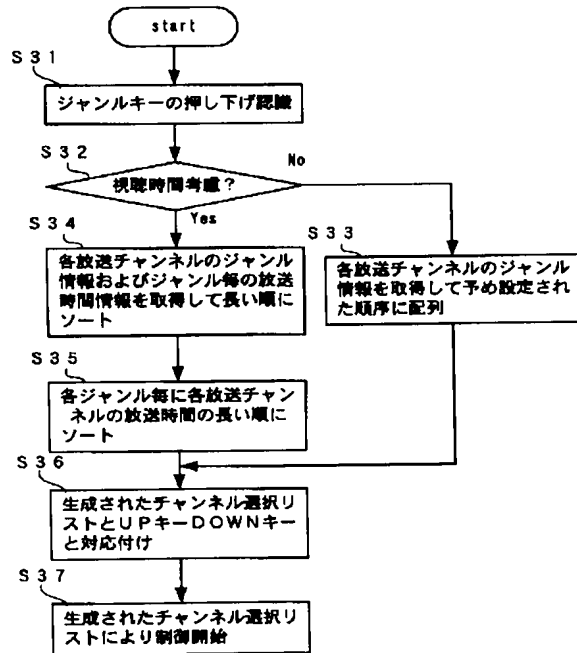 start
S31
ジャンルキーの押し下げ認識
S32
視聴時間考慮？
No
Yes
S34
各放送チャンネルのジャンル
情報およびジャンル毎の放送
時間情報を取得して長い順に
ソート
S33
各放送チャンネルのジャンル
情報を取得して予め設定され
た順序に配列
S35
各ジャンル毎に各放送チャン
ネルの放送時間の長い順に
ソート
S36
生成されたチャンネル選択リ
ストとUPキーDOWNキー
と対応付け
S37
生成されたチャンネル選択リ
ストにより制御開始